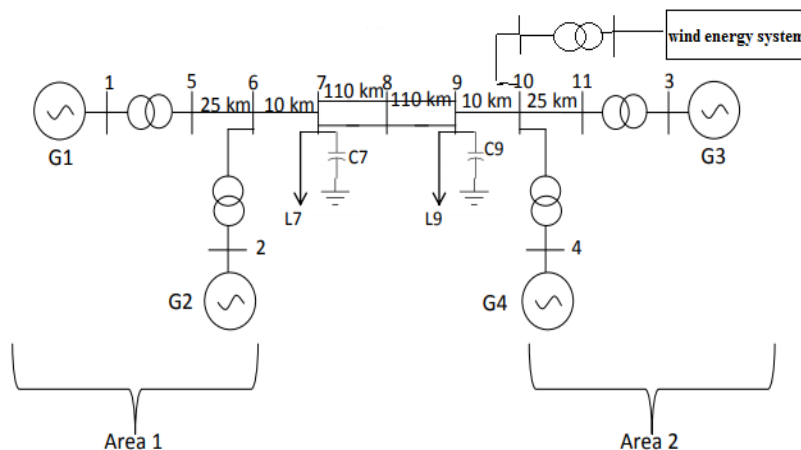 wind energy system
1 5 6 7 8 9 10 11 3
25 km 10 km 110 km 110 km 10 km 25 km
G1 C7 C9 G3
L7 L9
2 4
G2 G4
Area 1 Area 2